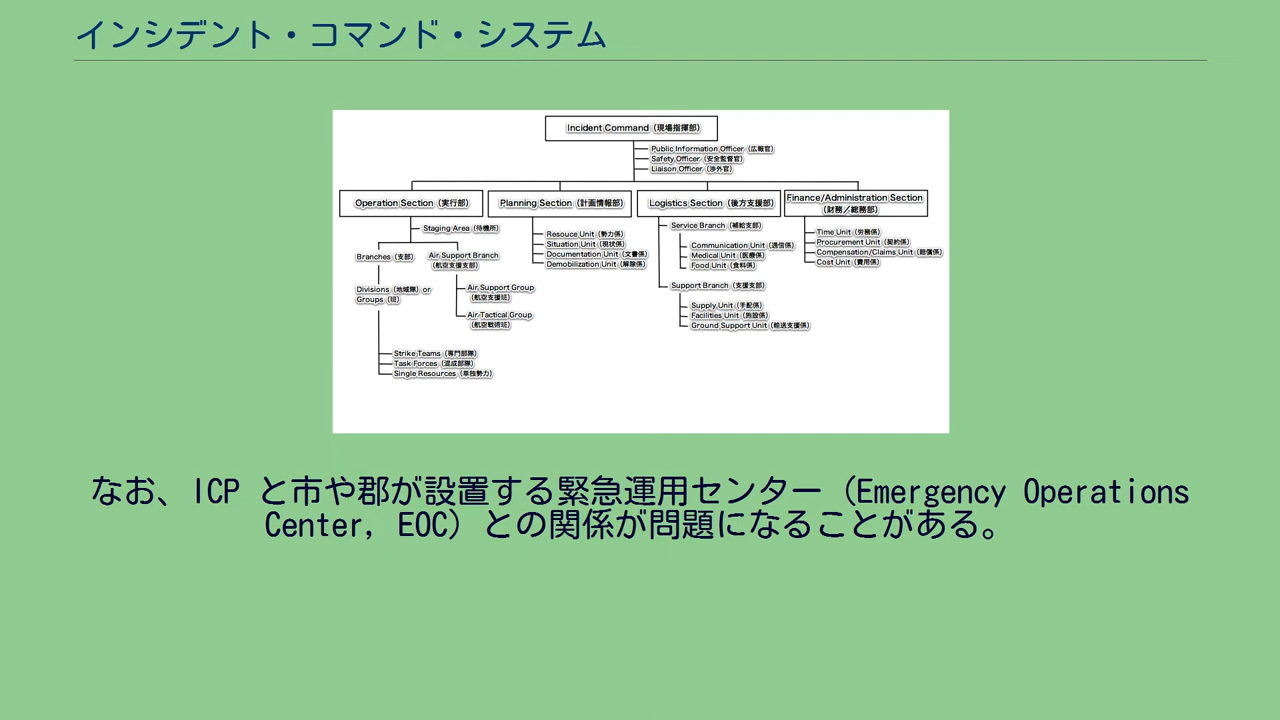 インシデント・コマンド・システム
Incident Command（現場指揮部）
Public Information Officer（広報官）
Safety Officer（安全監督官）
Liaison Officer（渉外官）
Operation Section（実行部）
Planning Section（計画情報部）
Logistics Section（後方支援部）
Finance/Administration Section
（財務／総務部）
Staging Area（待機所）
Branches（支部）
Air Support Branch
（航空支援支部）
Divisions（地域隊）or
Groups（班）
Air Support Group
（航空支援班）
Air Tactical Group
（航空戦術班）
Strike Teams（専門部隊）
Task Forces（混成部隊）
Single Resources（単独勢力）
Resouce Unit（勢力係）
Situation Unit（現状係）
Documentation Unit（文書係）
Demobilization Unit（解除係）
Service Branch（補給支部）
Communication Unit（通信係）
Medical Unit（医療係）
Food Unit（食料係）
Support Branch（支援支部）
Supply Unit（手配係）
Facilities Unit（施設係）
Ground Support Unit（輸送支援係）
Time Unit（労務係）
Procurement Unit（契約係）
Compensation/Claims Unit（賠償係）
Cost Unit（費用係）
なお、ICP と市や郡が設置する緊急運用センター（Emergency Operations
Center, EOC）との関係が問題になることがある。